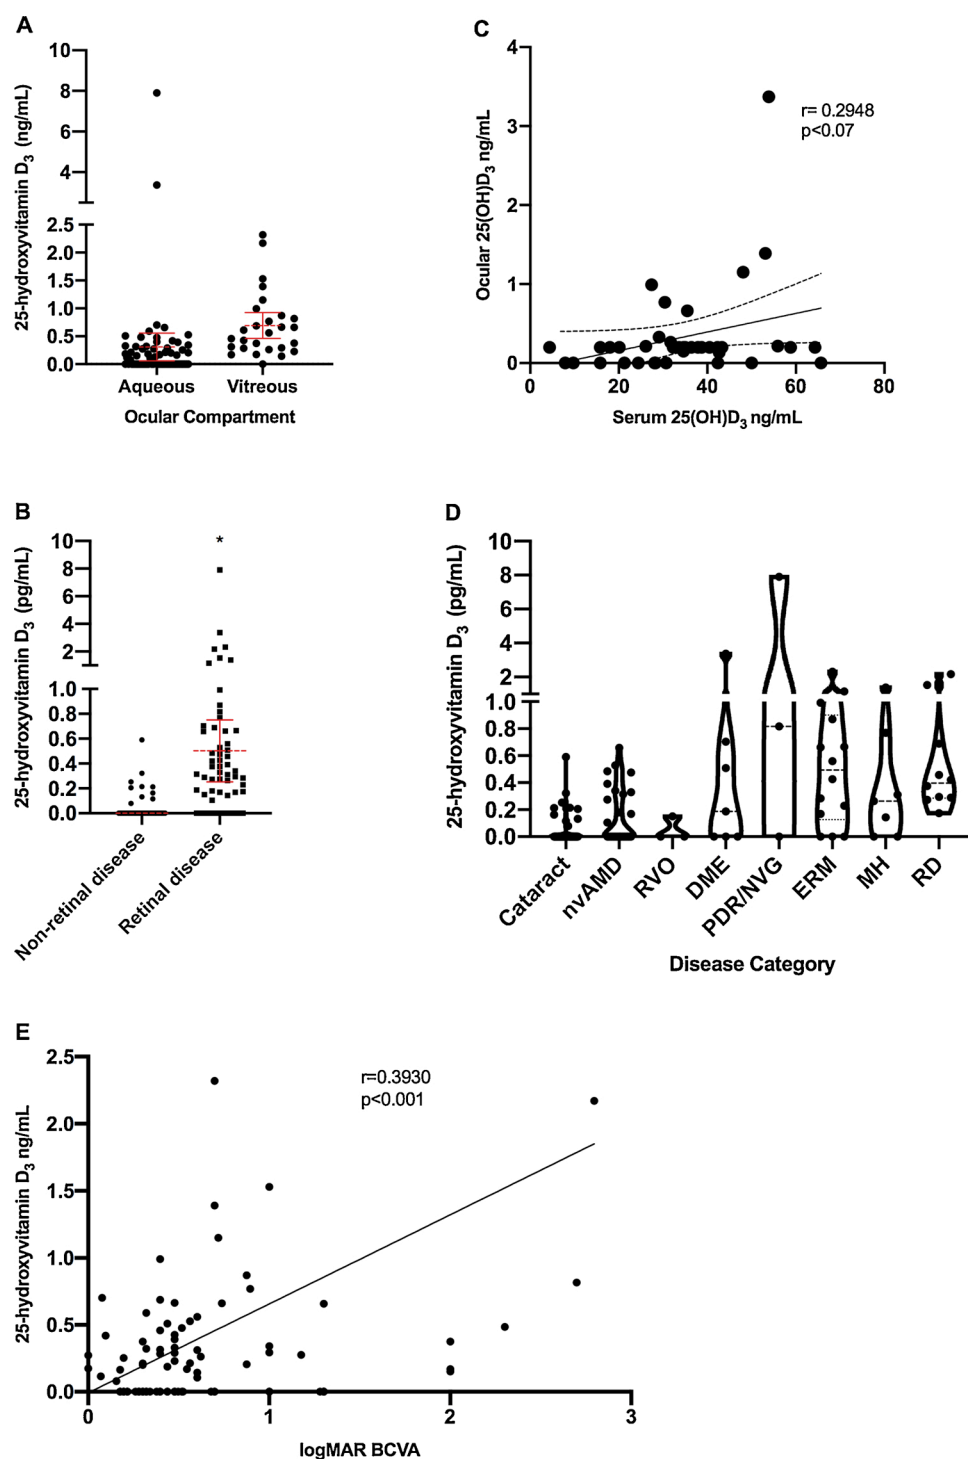 A
25-hydroxyvitamin D3 (ng/mL)
10
8
6
4
2.5
2.0
1.5
1.0
0.5
0.0
Aqueous Vitreous
Ocular Compartment
C
Ocular 25(OH)D3 ng/mL
4
3
2
1
0
r= 0.2948
p<0.07
0 20 40 60 80
Serum 25(OH)D3 ng/mL
B
25-hydroxyvitamin D3 (pg/mL)
10
8
6
4
2
1.0
0.8
0.6
0.4
0.2
0.0
*
Non-retinal disease
Retinal disease
D
25-hydroxyvitamin D3 (pg/mL)
10
8
6
4
2
1.0
0.8
0.6
0.4
0.2
0.0
Cataract
nvAMD
RVO
DME
PDR/NVG
ERM
MH
RD
Disease Category
E
25-hydroxyvitamin D3 ng/mL
2.5
2.0
1.5
1.0
0.5
0.0
r=0.3930
p<0.001
0 1 2 3
logMAR BCVA